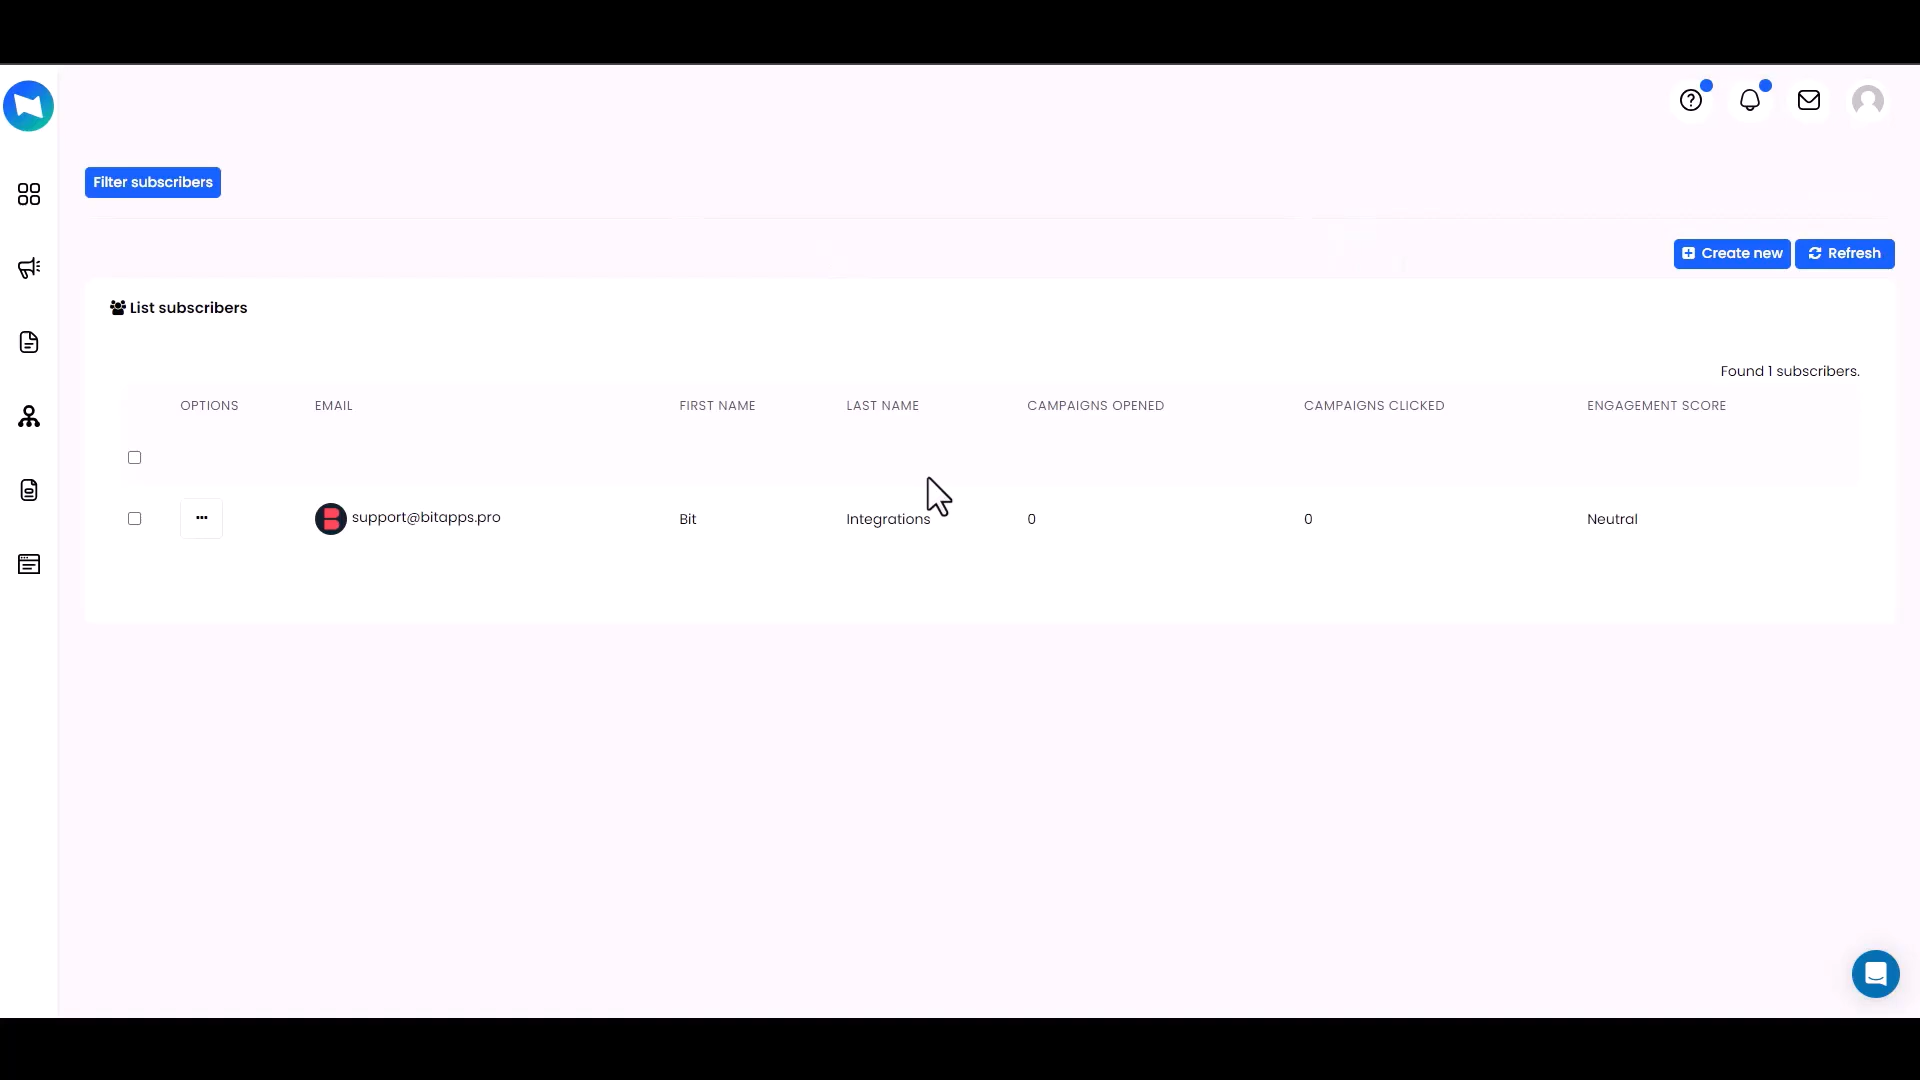 Filter subscribers
Create new
Refresh
List subscribers
Found 1 subscribers.
OPTIONS EMAIL FIRST NAME LAST NAME CAMPAIGNS OPENED CAMPAIGNS CLICKED ENGAGEMENT SCORE
support@bitapps.pro Bit Integrations 0 0 Neutral